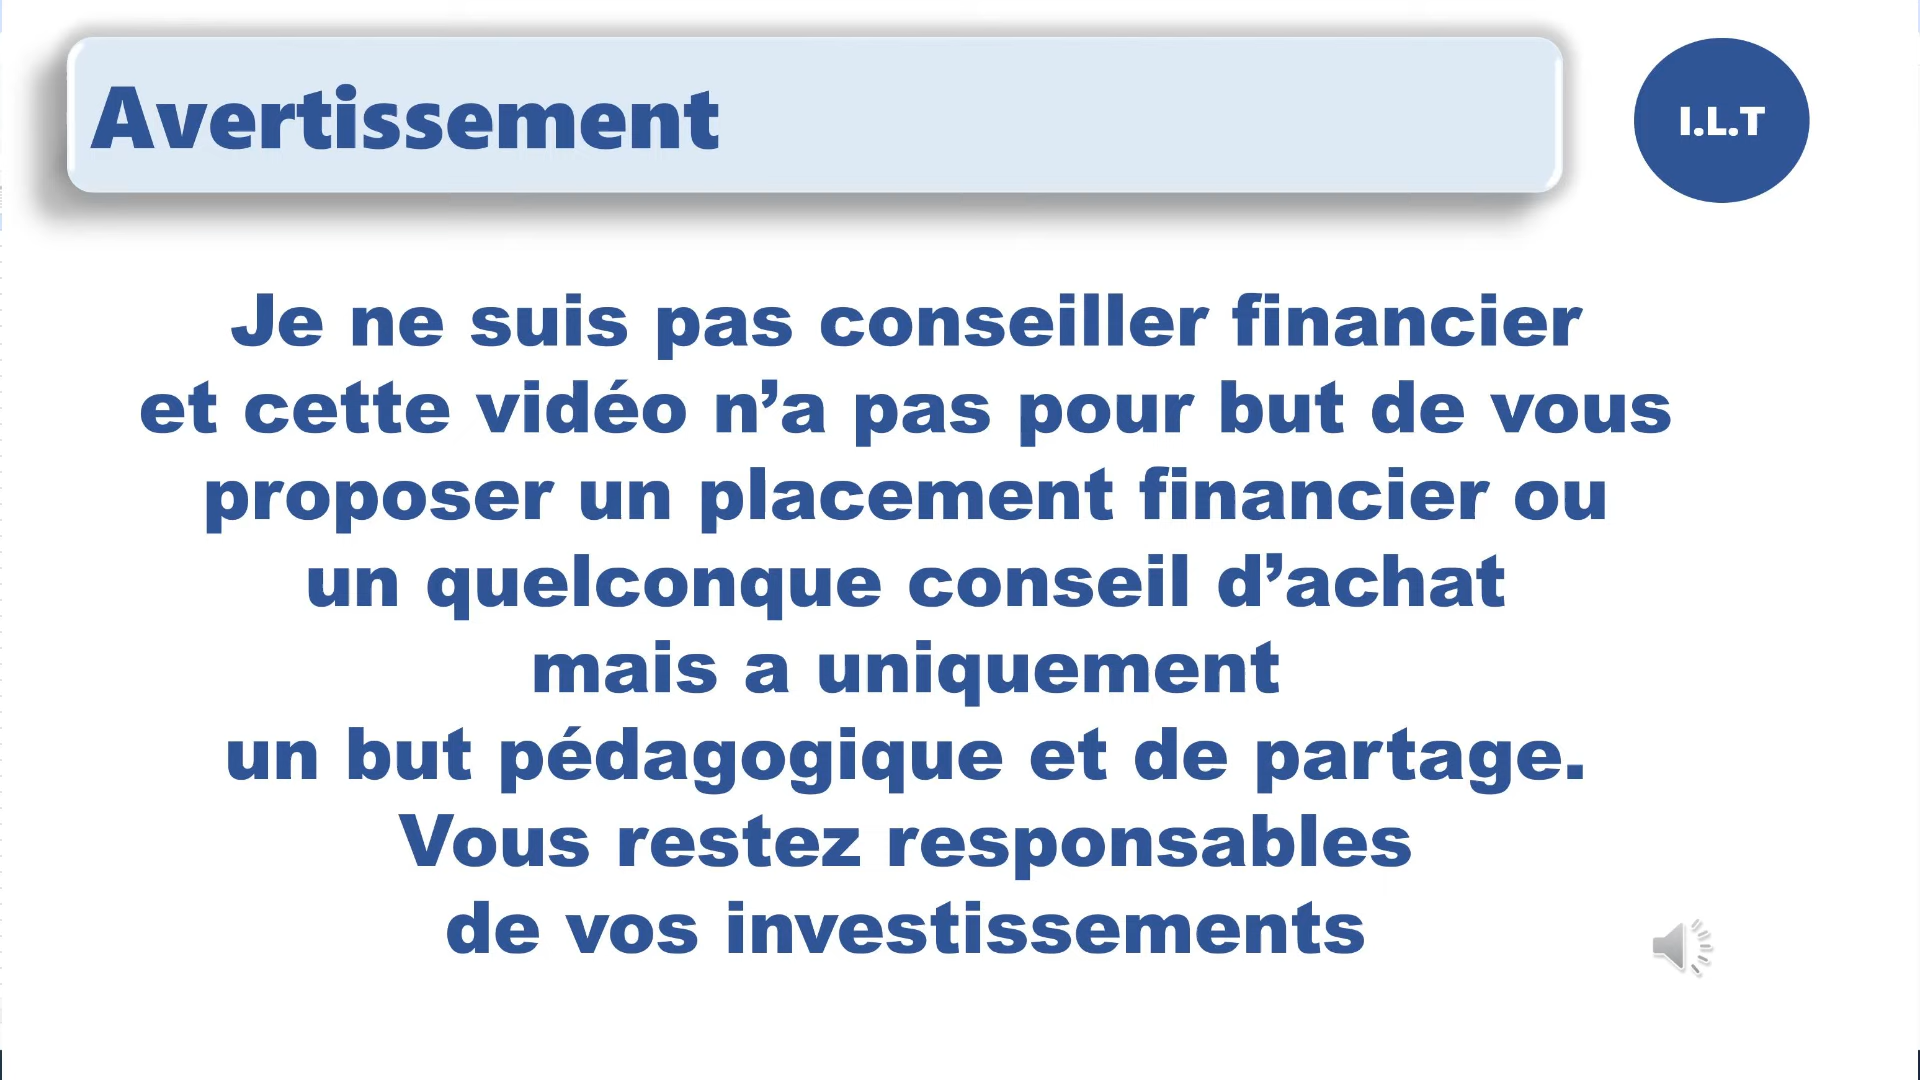 Avertissement
I.L.T
Je ne suis pas conseiller financier
et cette vidéo n’a pas pour but de vous
proposer un placement financier ou
un quelconque conseil d’achat
mais a uniquement
un but pédagogique et de partage.
Vous restez responsables
de vos investissements